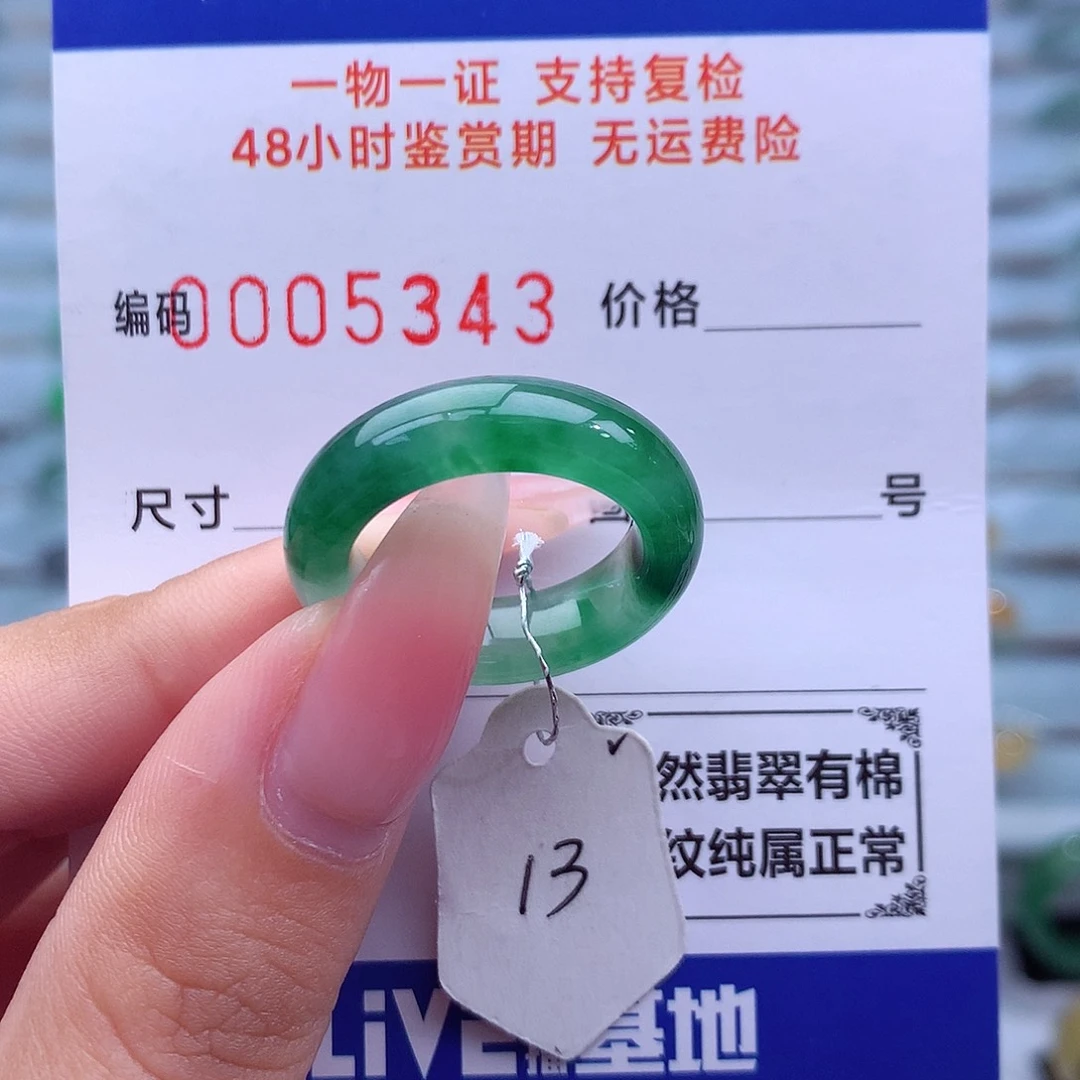 一物一证 支持复检
48小时鉴赏期 无运费险
编码0005343 价格
尺寸 号
然翡翠有棉
纹纯属正常
13
LiVE 基地